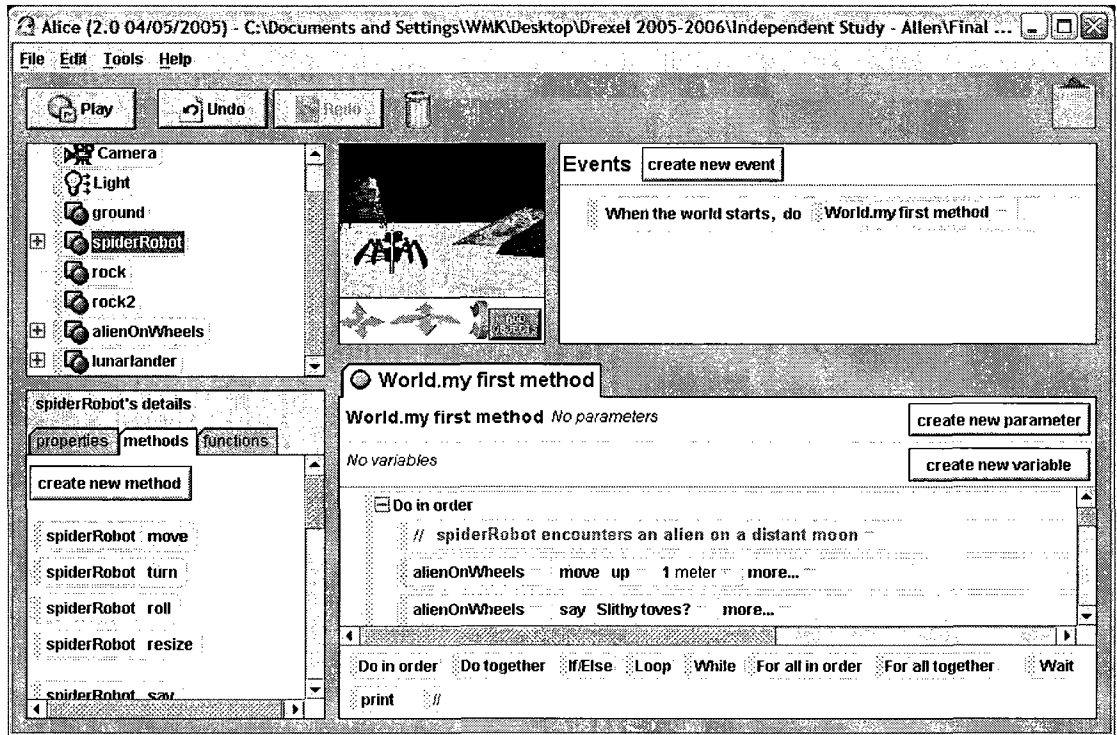 Alice (2.0 04/05/2005) - C:\Documents and Settings\WMK\Desktop\Drexel 2005-2006\Independent Study - Allen\Final ...
File Edit Tools Help
Play Undo Redo
Camera
Light
ground
spiderRobot
rock
rock2
alienOnWheels
lunarlander
ADD OBJECTS
Events create new event
When the world starts, do World.my first method
spiderRobot's details
properties methods functions
create new method
spiderRobot move
spiderRobot turn
spiderRobot roll
spiderRobot resize
spiderRobot say
World.my first method
World.my first method No parameters
create new parameter
No variables
create new variable
Do in order
// spiderRobot encounters an alien on a distant moon
alienOnWheels move up 1 meter more...
alienOnWheels say Slithy toves? more...
Do in order Do together If/Else Loop While For all in order For all together Wait
print //